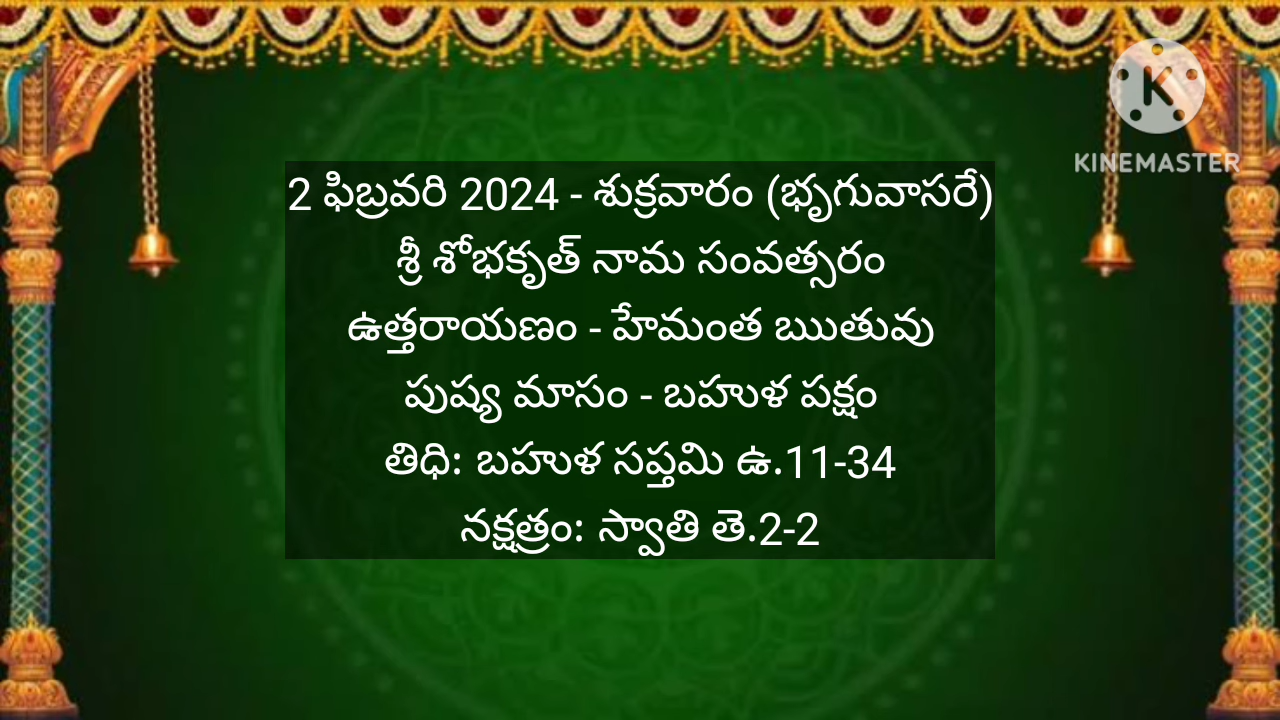 KINEMASTER
2 ఫిబ్రవరి 2024 - శుక్రవారం (భృగువాసరే)
శ్రీ శోభకృత్ నామ సంవత్సరం
ఉత్తరాయణం - హేమంత ఋతువు
పుష్య మాసం - బహుళ పక్షం
తిధి: బహుళ సప్తమి ఉ.11-34
నక్షత్రం: స్వాతి తె.2-2